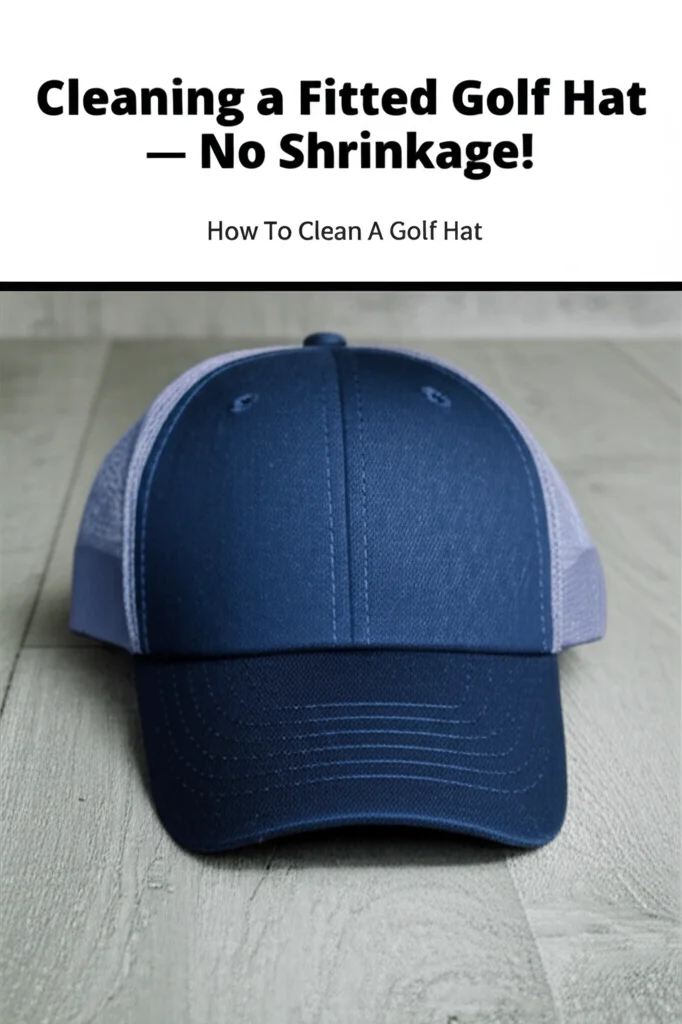 Cleaning a Fitted Golf Hat
— No Shrinkage!
How To Clean A Golf Hat